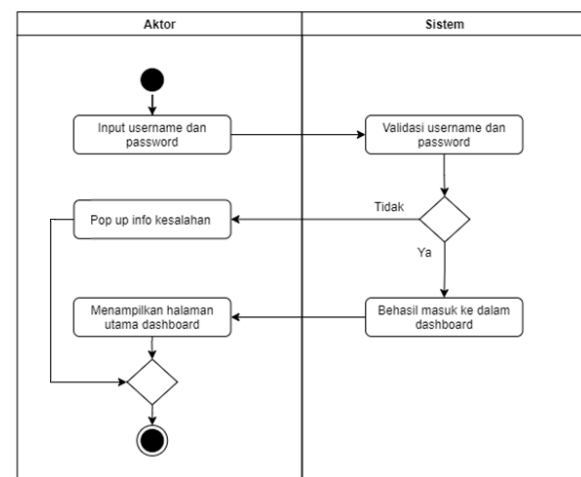 Aktor
Sistem
Input username dan
password
Validasi username dan
password
Tidak
Pop up info kesalahan
Ya
Menampilkan halaman
utama dashboard
Behasil masuk ke dalam
dashboard